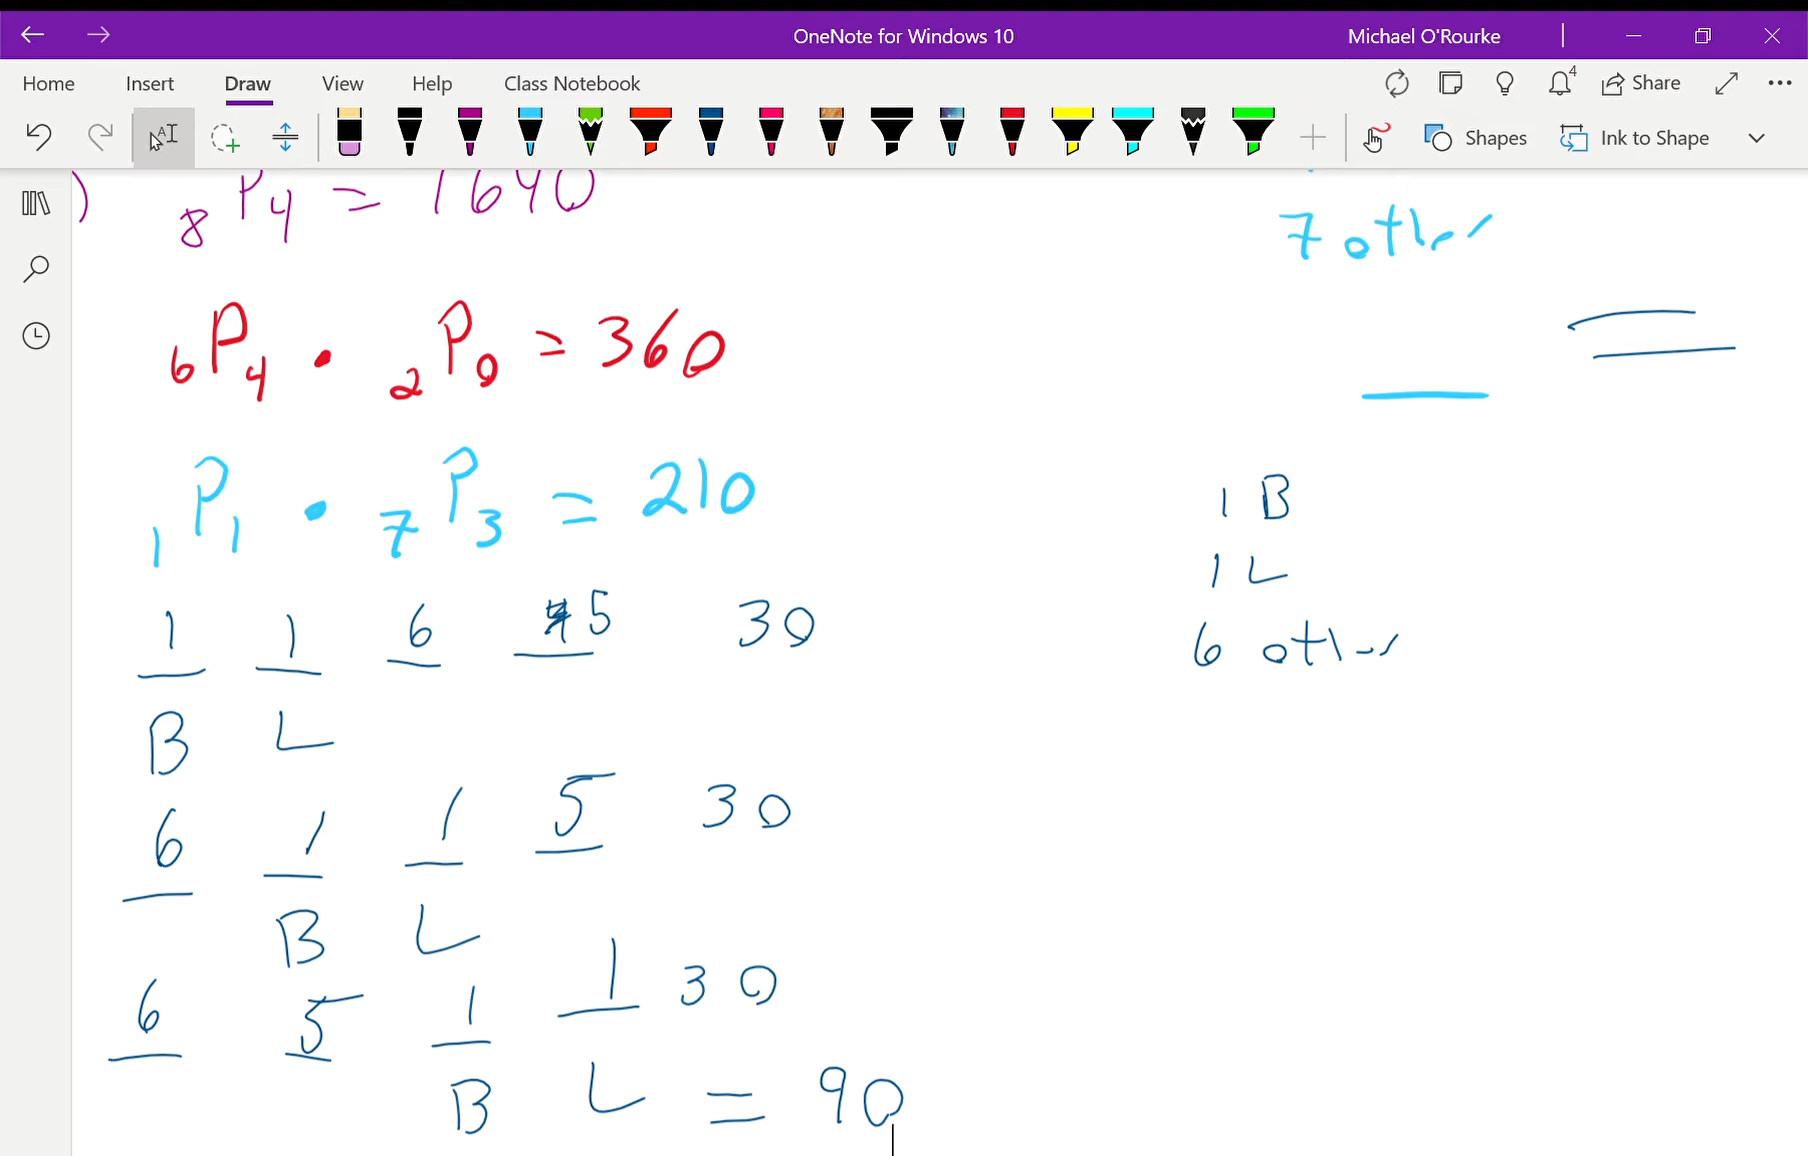 OneNote for Windows 10
Michael O'Rourke
Home Insert Draw View Help Class Notebook
4 Share
Shapes Ink to Shape
) 8P4 = 1640
7 other
6P4 · 2P0 = 360
1P1 · 7P3 = 210
1 B
1 L
6 other
1 1 6 5 30
B L
6 1 1 5 30
B L
6 5 1 1 30
B L = 90